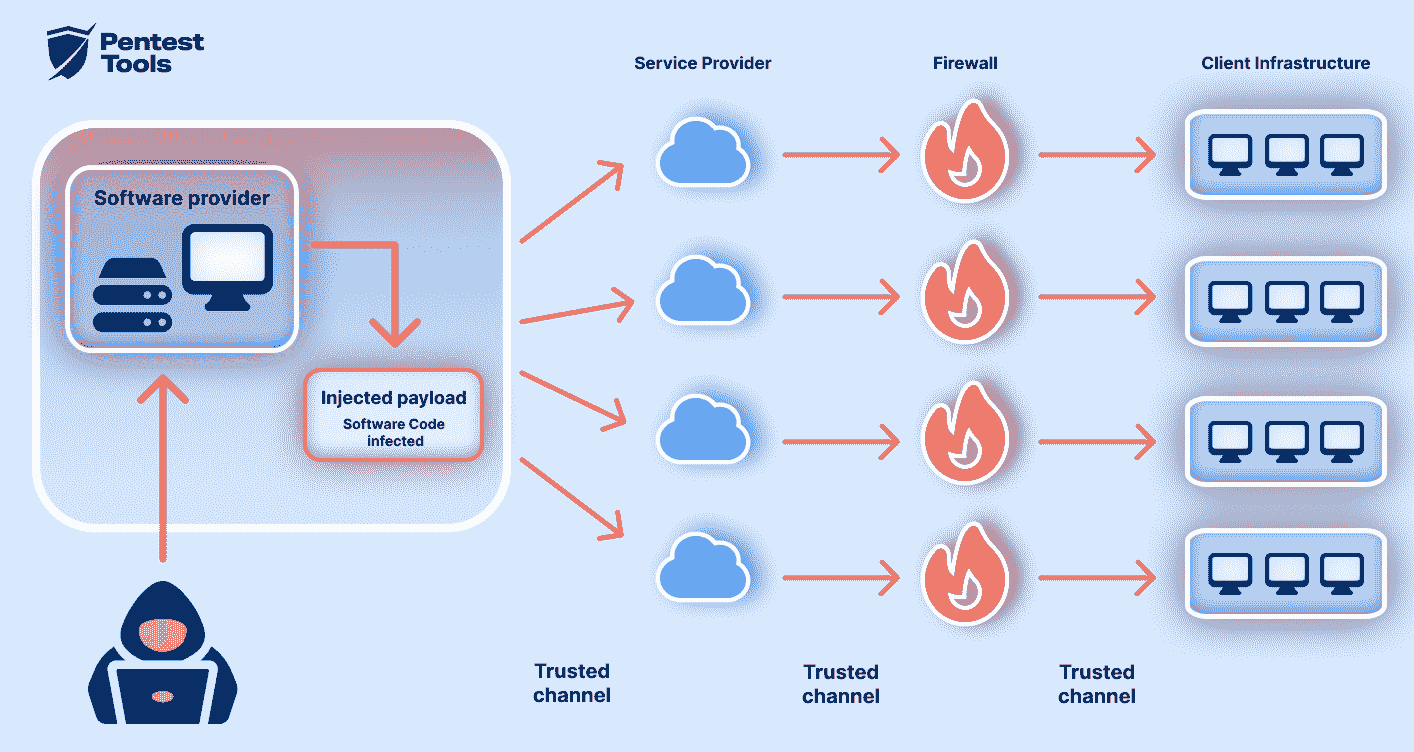 Pentest
Tools
Service Provider
Firewall
Client Infrastructure
Software provider
Injected payload
Software Code
infected
Trusted
channel
Trusted
channel
Trusted
channel